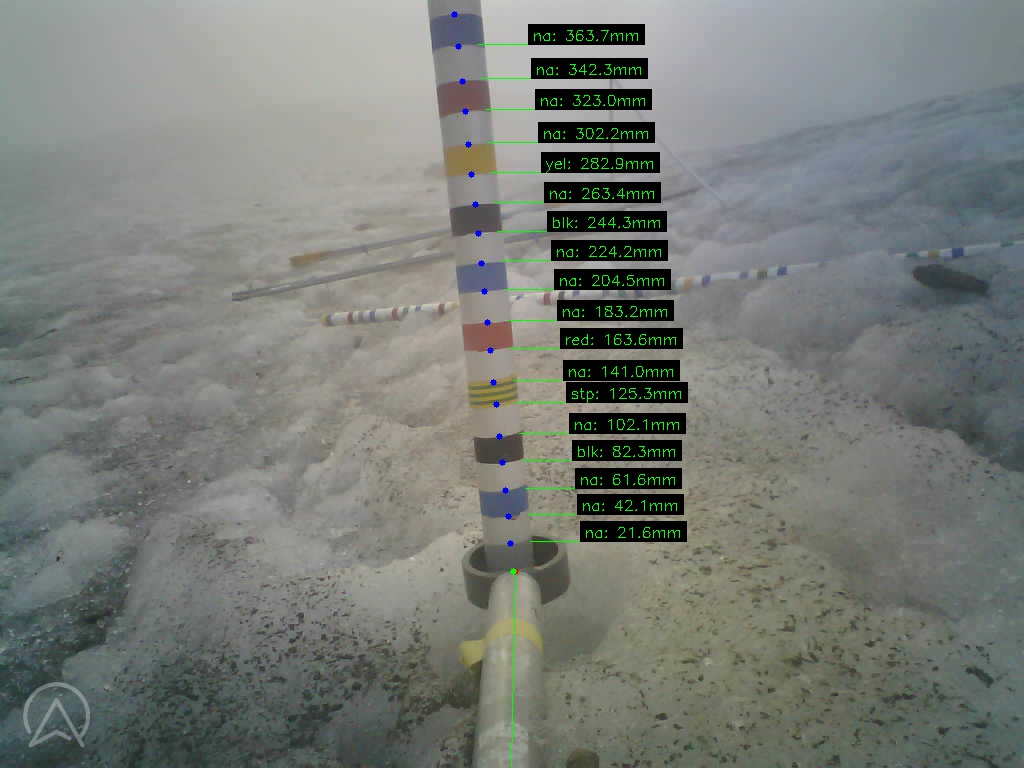 na: 363.7mm
na: 342.3mm
na: 323.0mm
na: 302.2mm
yel: 282.9mm
na: 263.4mm
blk: 244.3mm
na: 224.2mm
na: 204.5mm
na: 183.2mm
red: 163.6mm
na: 141.0mm
stp: 125.3mm
na: 102.1mm
blk: 82.3mm
na: 61.6mm
na: 42.1mm
na: 21.6mm